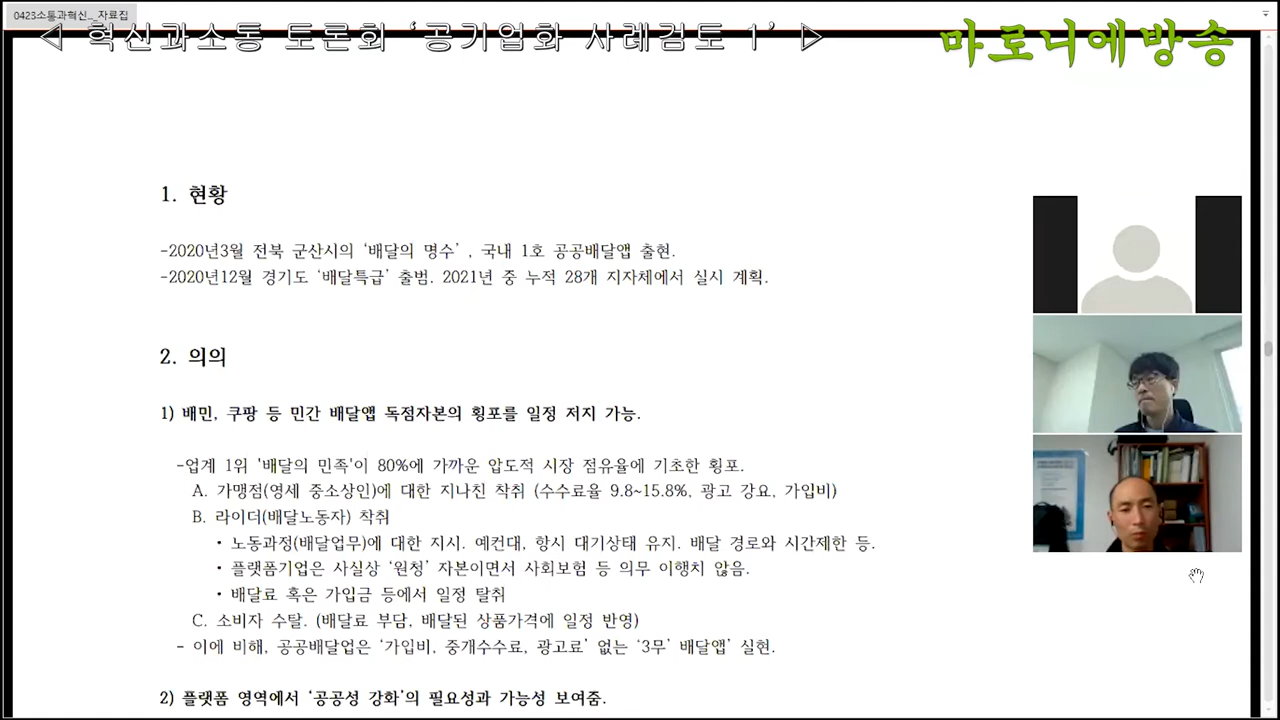 0423소통과혁신_자료집
◁ 혁신과소통 토론회 ‘공기업화 사례검토 1’ ▷
마로니에방송
1. 현황
-2020년3월 전북 군산시의 ‘배달의 명수’ , 국내 1호 공공배달앱 출현.
-2020년12월 경기도 ‘배달특급’ 출범. 2021년 중 누적 28개 지자체에서 실시 계획.
2. 의의
1) 배민, 쿠팡 등 민간 배달앱 독점자본의 횡포를 일정 저지 가능.
-업계 1위 '배달의 민족'이 80%에 가까운 압도적 시장 점유율에 기초한 횡포.
A. 가맹점(영세 중소상인)에 대한 지나친 착취 (수수료율 9.8~15.8%, 광고 강요, 가입비)
B. 라이더(배달노동자) 착취
• 노동과정(배달업무)에 대한 지시. 예컨대, 항시 대기상태 유지. 배달 경로와 시간제한 등.
• 플랫폼기업은 사실상 ‘원청’ 자본이면서 사회보험 등 의무 이행치 않음.
• 배달료 혹은 가입금 등에서 일정 탈취
C. 소비자 수탈. (배달료 부담, 배달된 상품가격에 일정 반영)
- 이에 비해, 공공배달업은 ‘가입비, 중개수수료, 광고료’ 없는 ‘3무’ 배달앱’ 실현.
2) 플랫폼 영역에서 ‘공공성 강화’의 필요성과 가능성 보여줌.